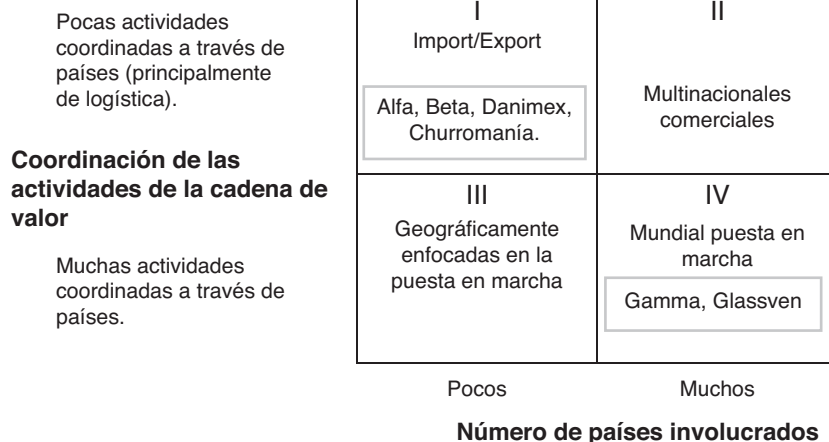 Pocas actividades
coordinadas a través de
países (principalmente
de logística).
Coordinación de las
actividades de la cadena de
valor
Muchas actividades
coordinadas a través de
países.
I
Import/Export
Alfa, Beta, Danimex,
Churromanía.
II
Multinacionales
comerciales
III
Geográficamente
enfocadas en la
puesta en marcha
IV
Mundial puesta en
marcha
Gamma, Glassven
Pocos
Muchos
Número de países involucrados